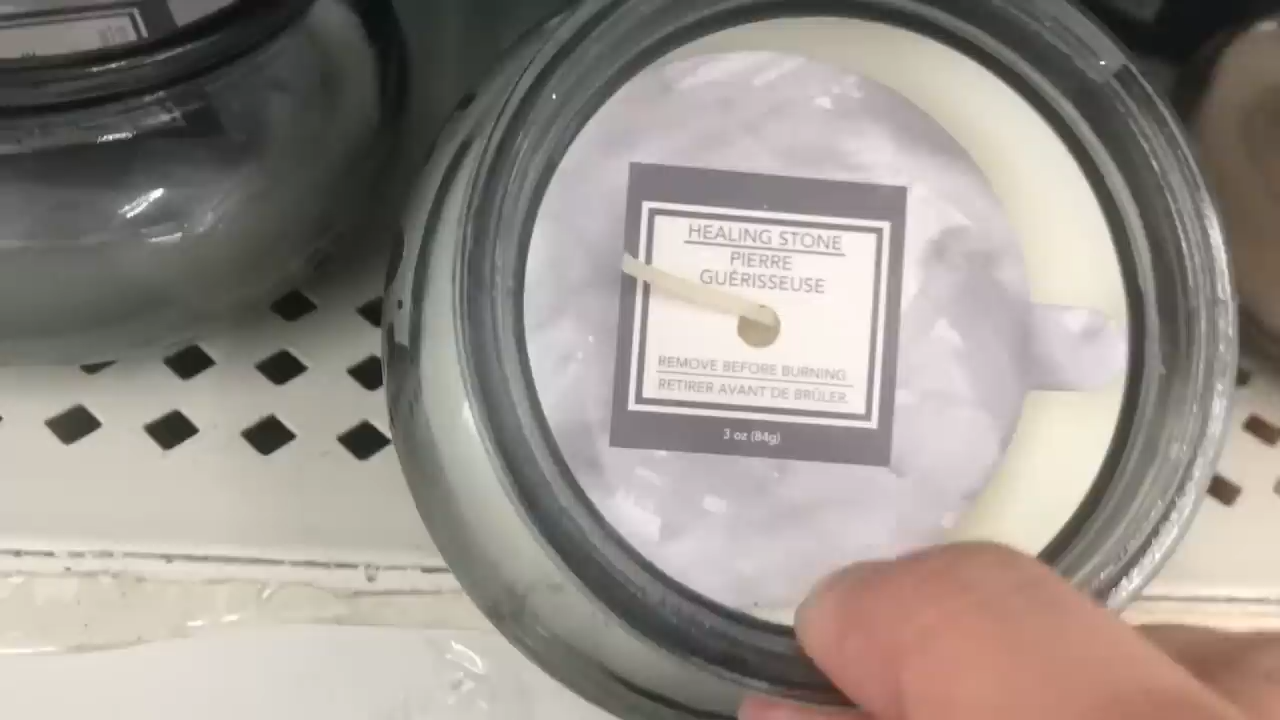 HEALING STONE
PIERRE
GUÉRISSEUSE
REMOVE BEFORE BURNING
RETIRER AVANT DE BRÛLER
3 oz (84g)